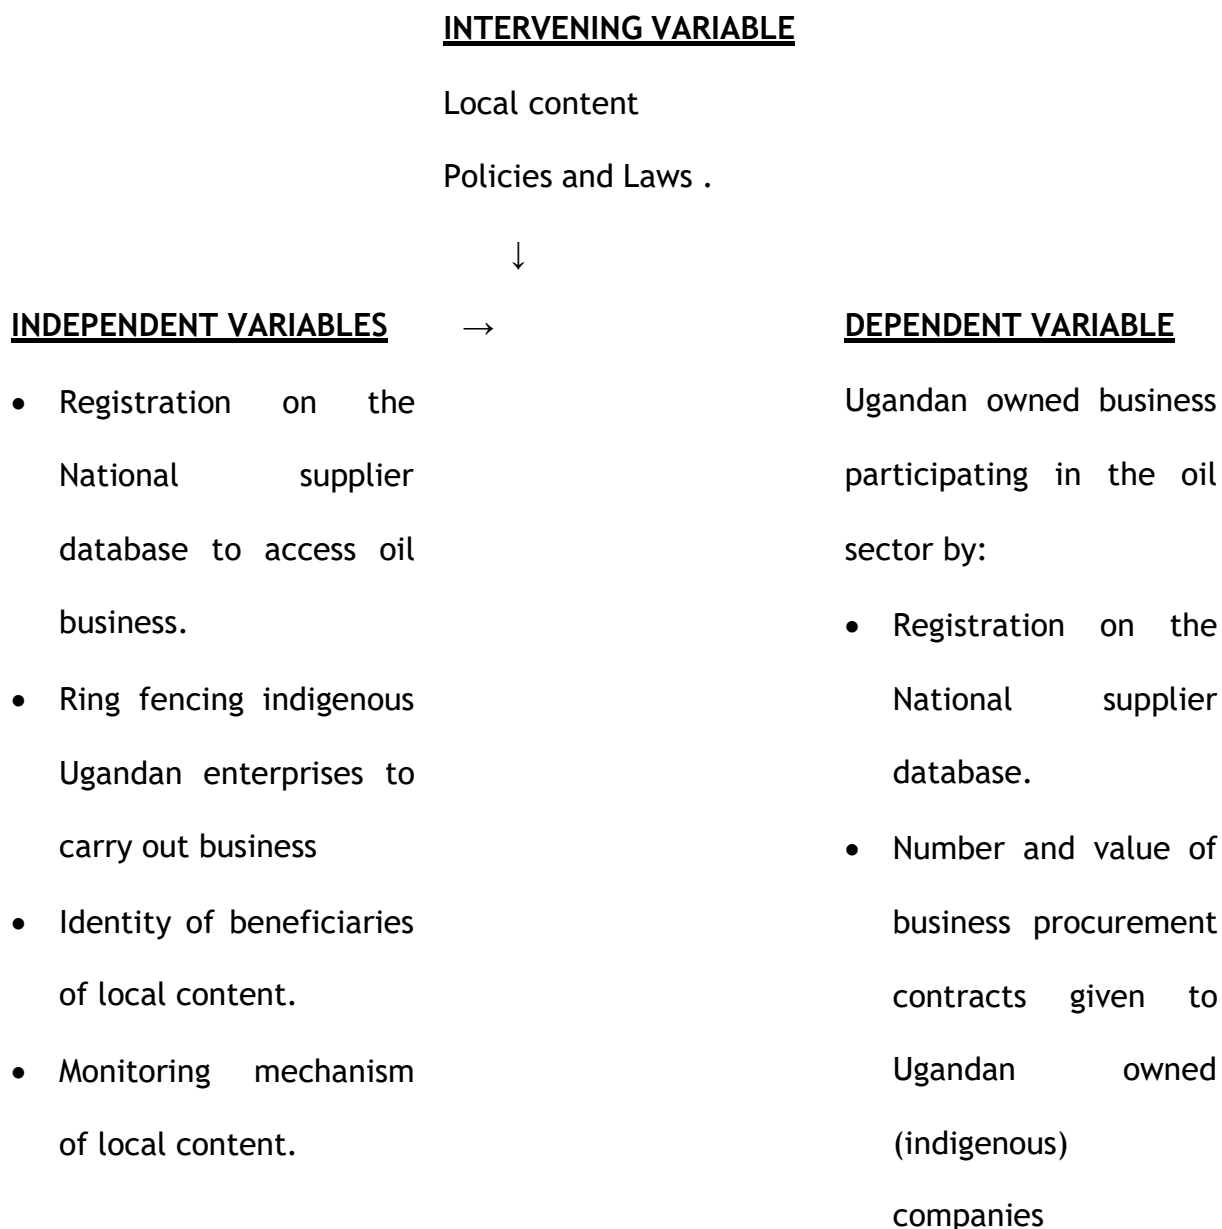 INTERVENING VARIABLE
Local content
Policies and Laws .
↓
INDEPENDENT VARIABLES →
• Registration on the
National supplier
database to access oil
business.
• Ring fencing indigenous
Ugandan enterprises to
carry out business
• Identity of beneficiaries
of local content.
• Monitoring mechanism
of local content.
DEPENDENT VARIABLE
Ugandan owned business
participating in the oil
sector by:
• Registration on the
National supplier
database.
• Number and value of
business procurement
contracts given to
Ugandan owned
(indigenous)
companies